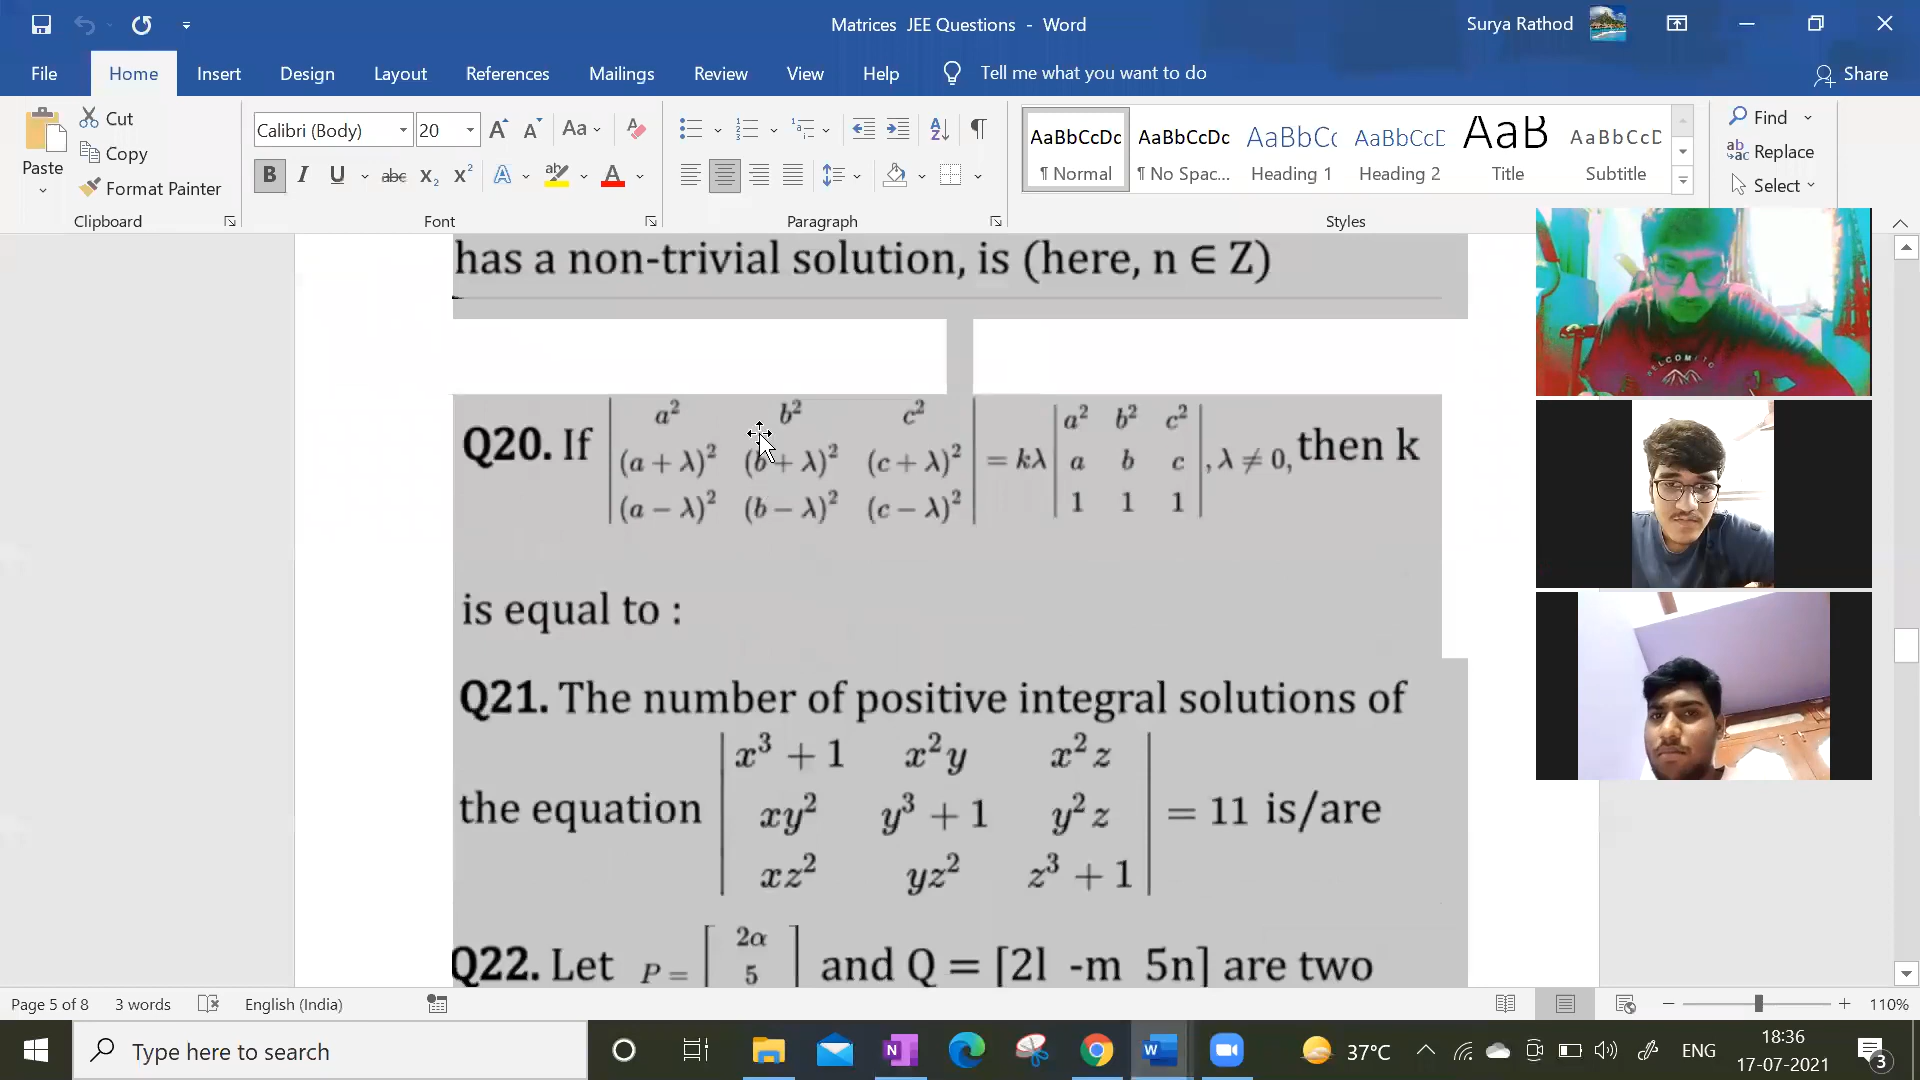 Matrices JEE Questions - Word
Surya Rathod
File Home Insert Design Layout References Mailings Review View Help Tell me what you want to do Share
Paste
Cut
Copy
Format Painter
Clipboard
Calibri (Body) 20
Font
Paragraph
AaBbCcDc AaBbCcDc AaBbCc AaBbCcD AaB AaBbCcD
¶ Normal ¶ No Spac... Heading 1 Heading 2 Title Subtitle
Styles
Find
Replace
Select
has a non-trivial solution, is (here, n ∈ Z)
Q20. If | a² b² c² |
| (a + λ)² (b + λ)² (c + λ)² |
| (a − λ)² (b − λ)² (c − λ)² |
= kλ | a² b² c² |
| a b c |
| 1 1 1 |
, λ ≠ 0, then k
is equal to :
Q21. The number of positive integral solutions of
the equation | x³ + 1 x²y x²z |
| xy² y³ + 1 y²z |
| xz² yz² z³ + 1 |
= 11 is/are
Q22. Let P = [ 2α
5 ] and Q = [2l -m 5n] are two
WELCOME TO
Page 5 of 8 3 words English (India) 110%
Type here to search
37°C ENG
18:36
17-07-2021
3